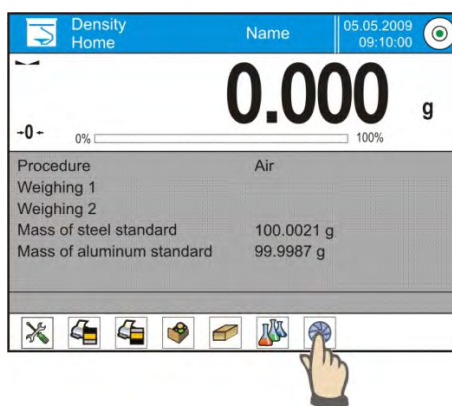 Density
Home
Name
05.05.2009
09:10:00
0.000 g
→0←
0% 100%
Procedure Air
Weighing 1
Weighing 2
Mass of steel standard 100.0021 g
Mass of aluminum standard 99.9987 g